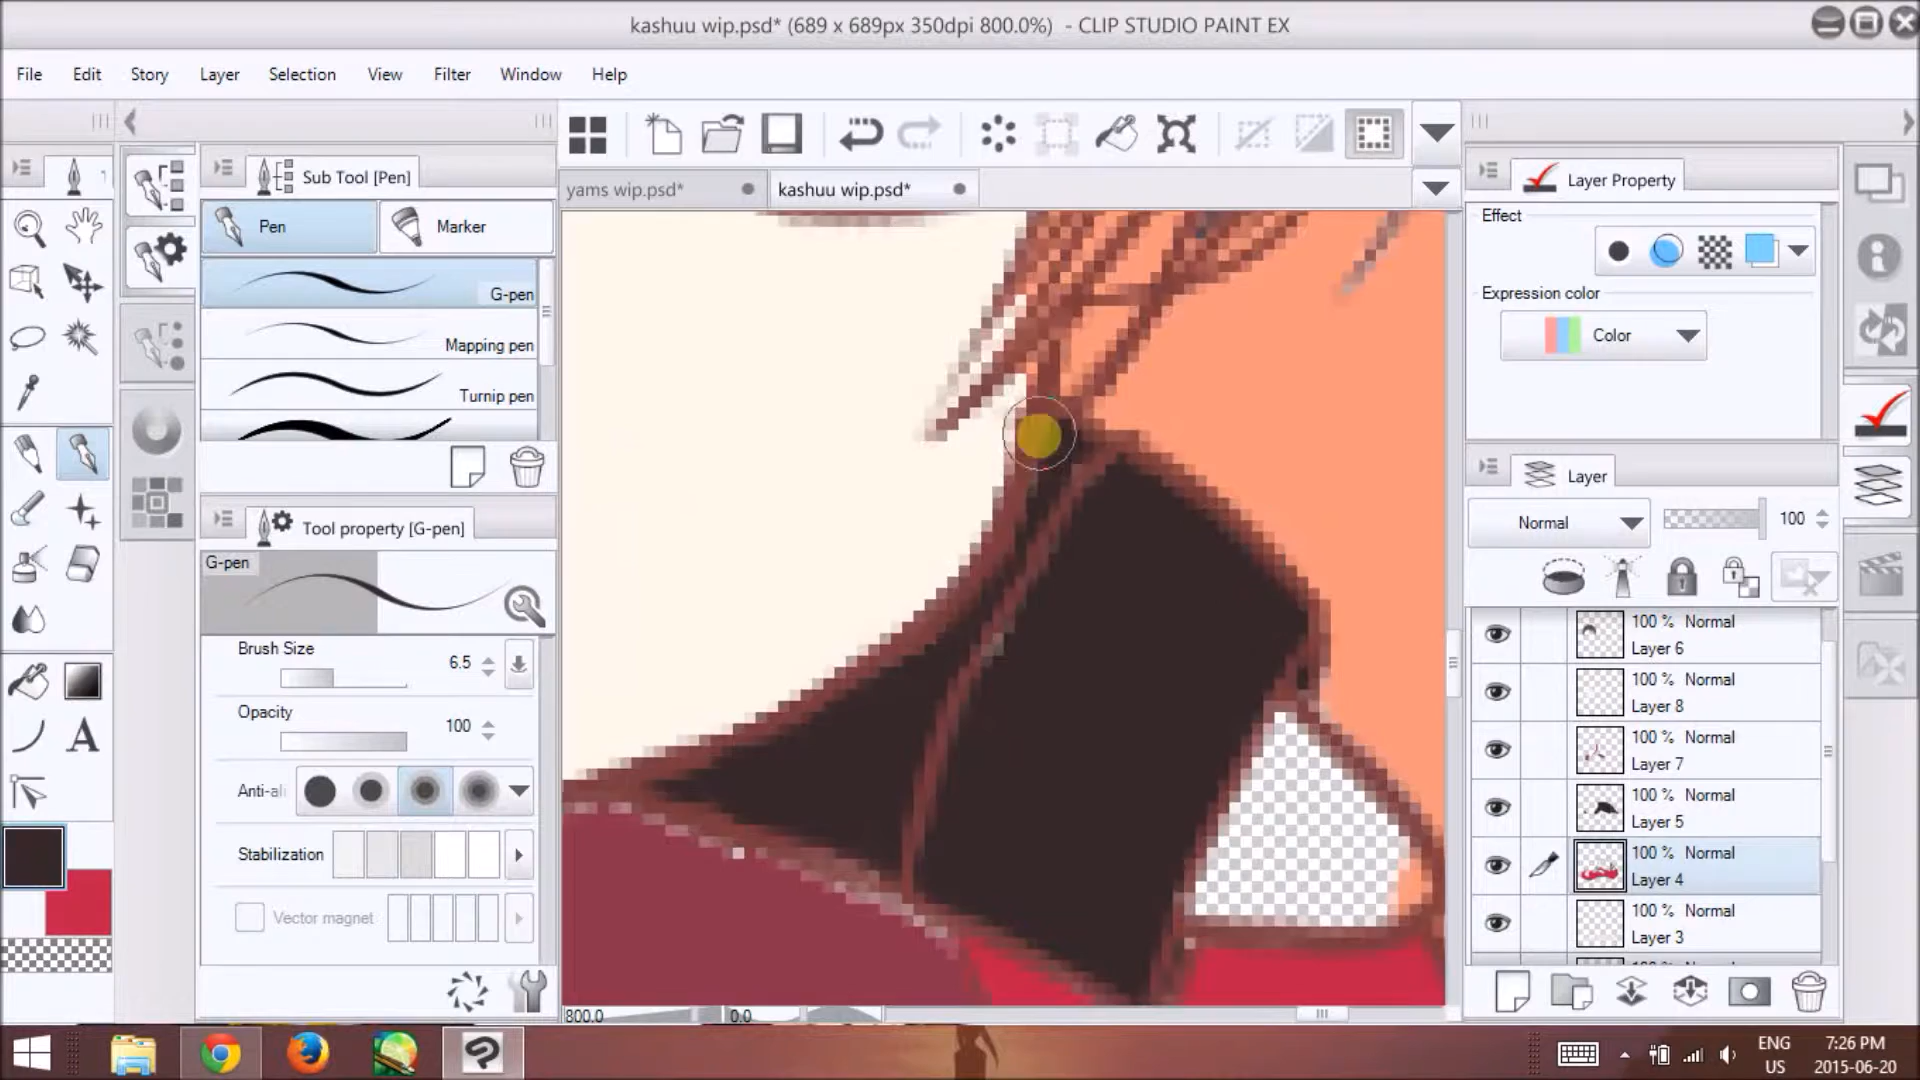 kashuu wip.psd* (689 x 689px 350dpi 800.0%) - CLIP STUDIO PAINT EX
File Edit Story Layer Selection View Filter Window Help
Sub Tool [Pen]
Pen Marker
G-pen
Mapping pen
Turnip pen
Tool property [G-pen]
G-pen
Brush Size 6.5
Opacity 100
Anti-ali
Stabilization
Vector magnet
yams wip.psd* kashuu wip.psd*
800.0 0.0
Layer Property
Effect
Expression color
Color
Layer
Normal 100
100 % Normal
Layer 6
100 % Normal
Layer 8
100 % Normal
Layer 7
100 % Normal
Layer 5
100 % Normal
Layer 4
100 % Normal
Layer 3
A
ENG
US
7:26 PM
2015-06-20